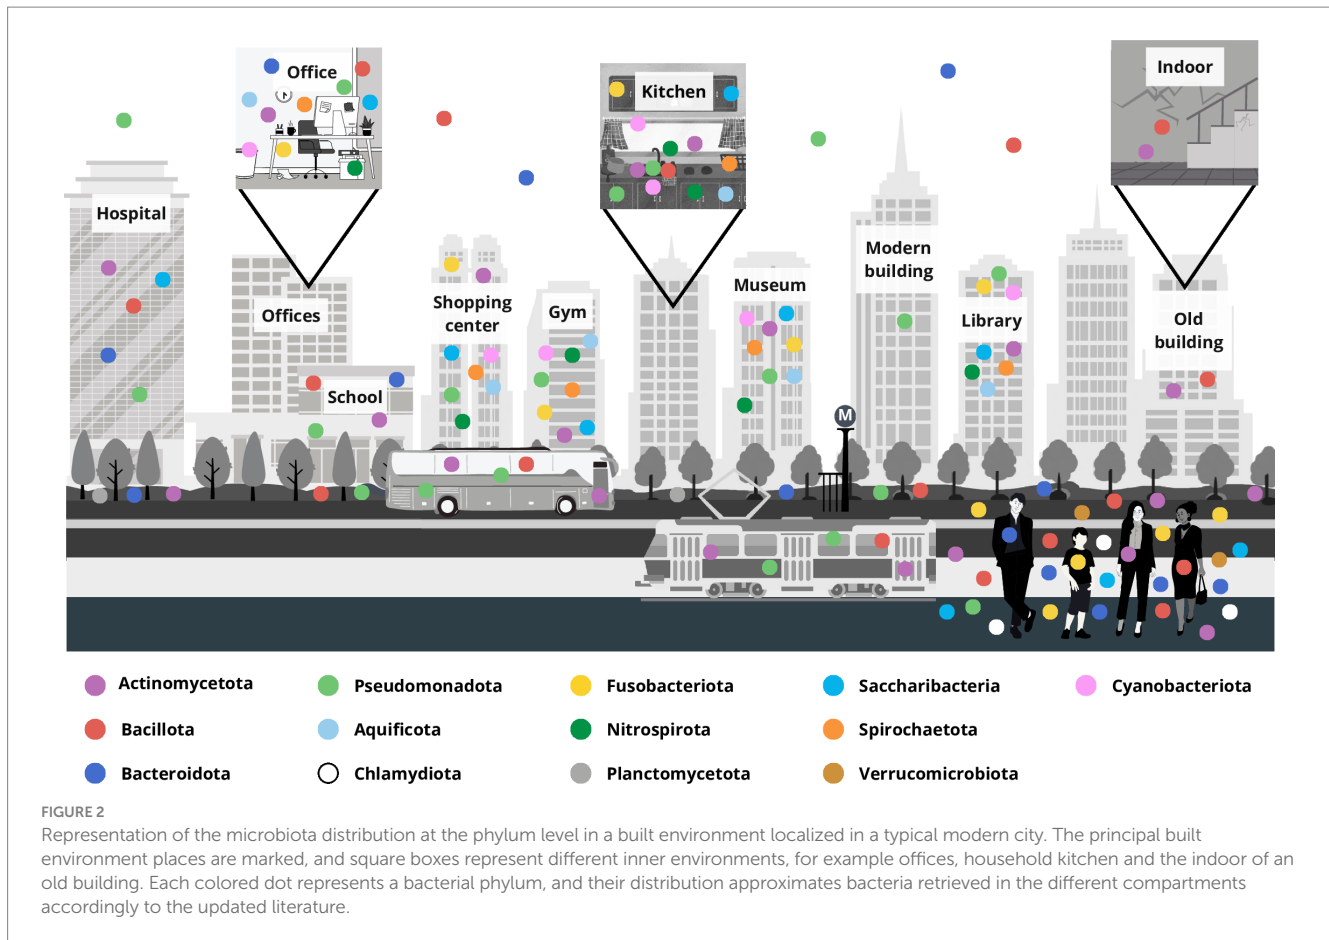 Office
Kitchen
Indoor
Hospital
Modern
building
Museum
Shopping
center
Gym
Offices
Library
Old
building
School
M
Actinomycetota
Pseudomonadota
Fusobacteriota
Saccharibacteria
Cyanobacteriota
Bacillota
Aquificota
Nitrospirota
Spirochaetota
Bacteroidota
Chlamydiota
Planctomycetota
Verrucomicrobiota
FIGURE 2
Representation of the microbiota distribution at the phylum level in a built environment localized in a typical modern city. The principal built
environment places are marked, and square boxes represent different inner environments, for example offices, household kitchen and the indoor of an
old building. Each colored dot represents a bacterial phylum, and their distribution approximates bacteria retrieved in the different compartments
accordingly to the updated literature.